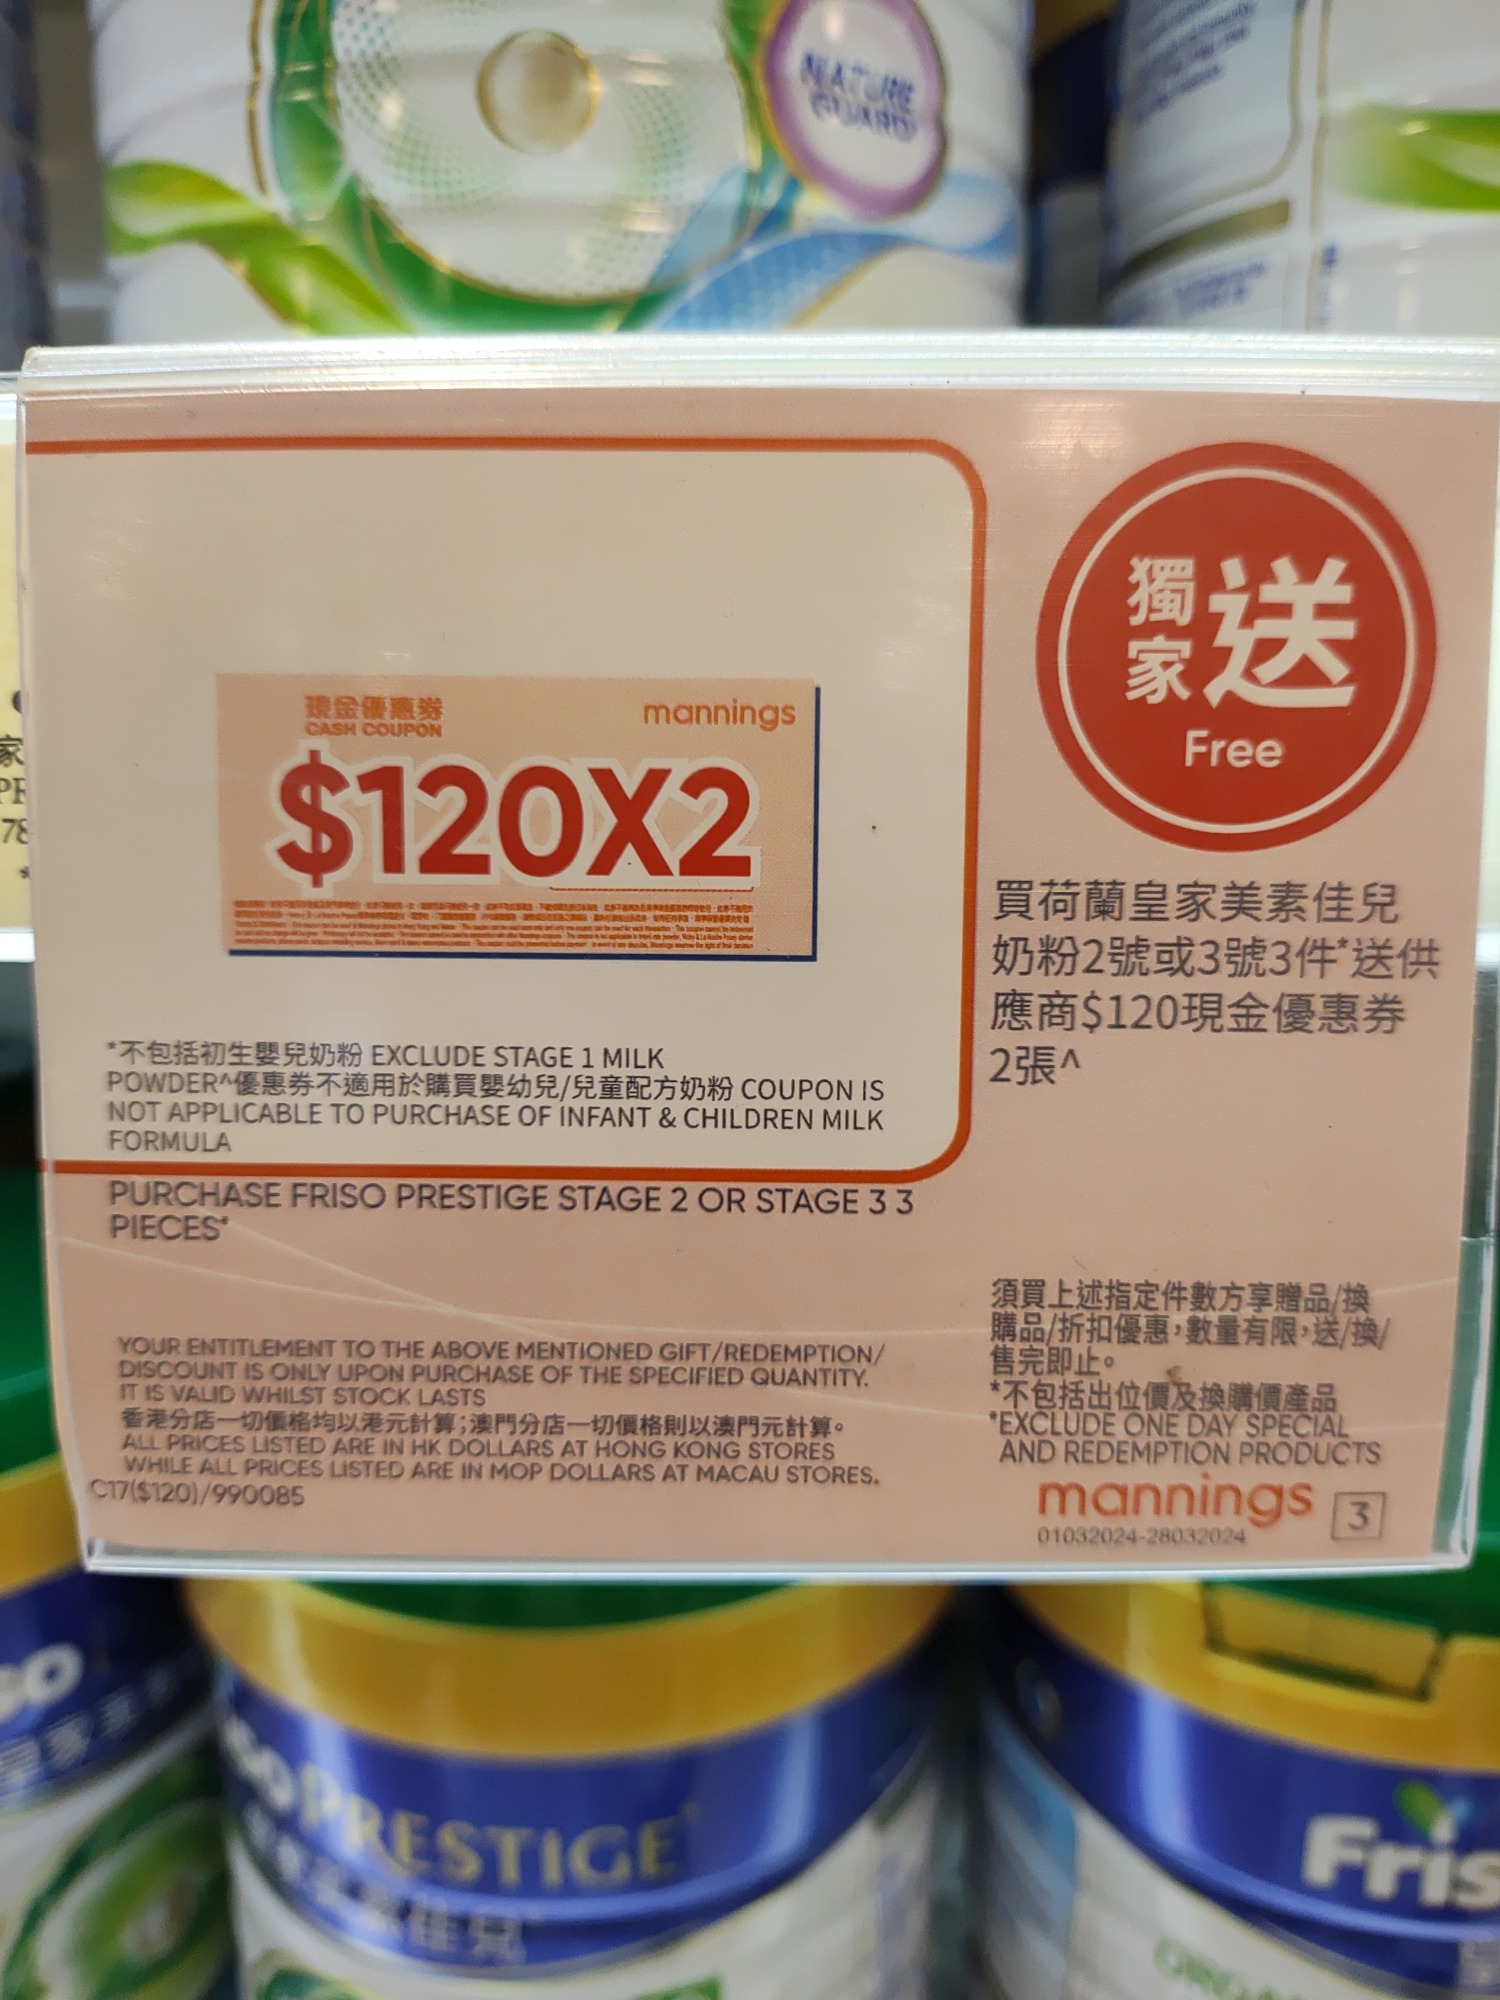 NATURE
GUARD
獨家 送
Free
現金優惠券
CASH COUPON
mannings
$120X2
買荷蘭皇家美素佳兒
奶粉2號或3號3件*送供
應商$120現金優惠券
2張^
*不包括初生嬰兒奶粉 EXCLUDE STAGE 1 MILK
POWDER^優惠券不適用於購買嬰幼兒/兒童配方奶粉 COUPON IS
NOT APPLICABLE TO PURCHASE OF INFANT & CHILDREN MILK
FORMULA
PURCHASE FRISO PRESTIGE STAGE 2 OR STAGE 3 3
PIECES*
YOUR ENTITLEMENT TO THE ABOVE MENTIONED GIFT/REDEMPTION/
DISCOUNT IS ONLY UPON PURCHASE OF THE SPECIFIED QUANTITY.
IT IS VALID WHILST STOCK LASTS
香港分店一切價格均以港元計算;澳門分店一切價格則以澳門元計算。
ALL PRICES LISTED ARE IN HK DOLLARS AT HONG KONG STORES
WHILE ALL PRICES LISTED ARE IN MOP DOLLARS AT MACAU STORES.
C17($120)/990085
須買上述指定件數方享贈品/換
購品/折扣優惠,數量有限,送/換/
售完即止。
*不包括出位價及換購價產品
*EXCLUDE ONE DAY SPECIAL
AND REDEMPTION PRODUCTS
mannings 3
01032024-28032024
家
78
PRESTIGE
佳兒
Fris